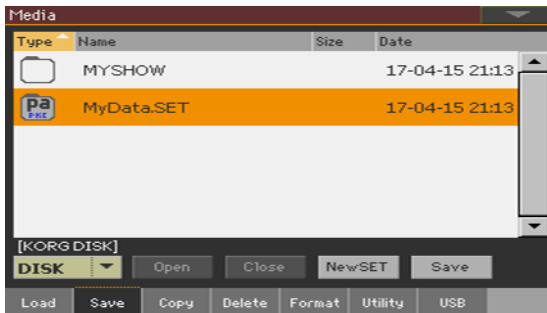 Media
Type Name Size Date
MYSHOW 17-04-15 21:13
Pa PKG MyData.SET 17-04-15 21:13
[KORG DISK]
DISK Open Close NewSET Save
Load Save Copy Delete Format Utility USB